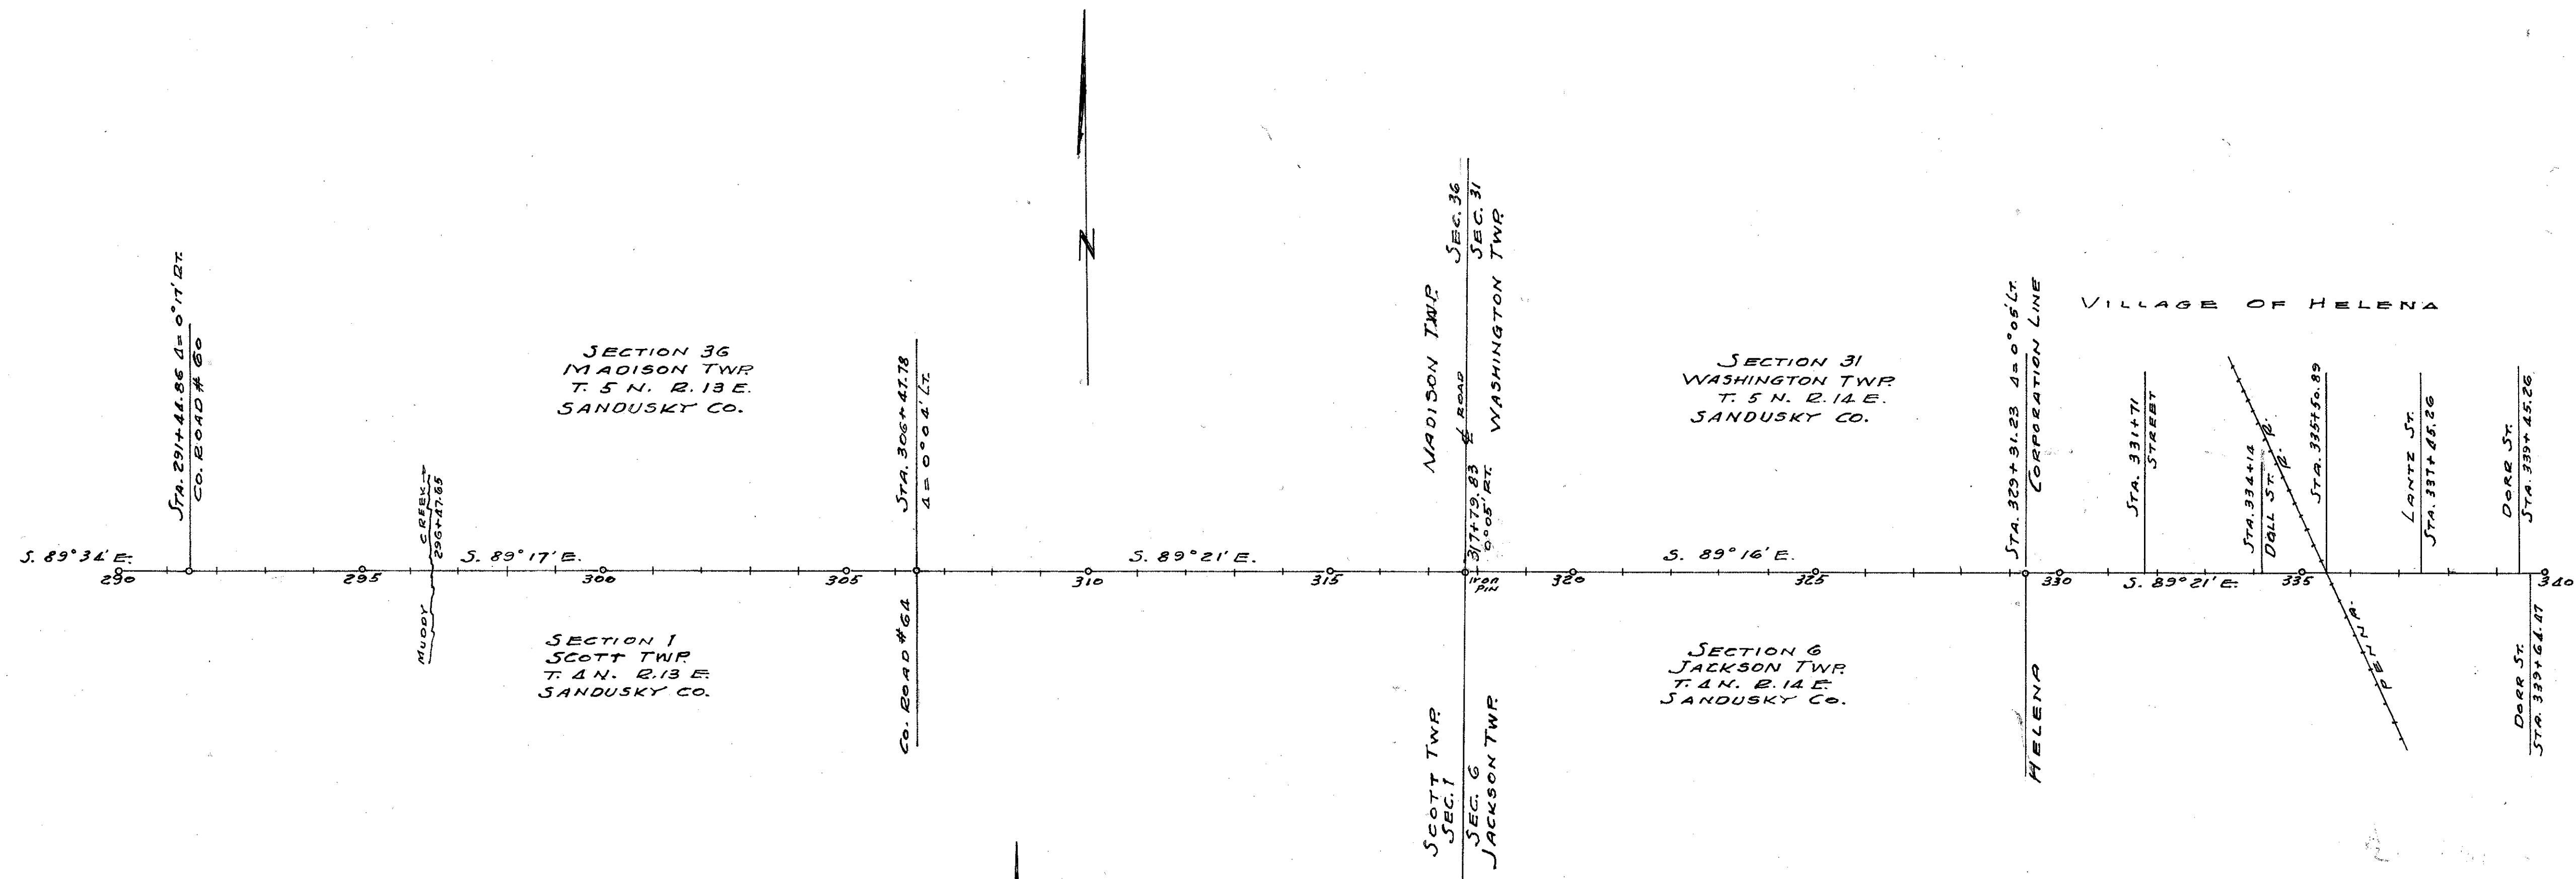 N
STA. 291+44.86 Δ= 0°17' RT.
CO. ROAD # 60
SECTION 36
MADISON TWP.
T. 5 N. R. 13 E.
SANDUSKY CO.
STA. 306+47.78
Δ = 0°04' LT.
MADISON TWP.
SEC. 36
SEC. 31
WASHINGTON TWP.
℄ ROAD
317+79.83
0°05' RT.
SECTION 31
WASHINGTON TWP.
T. 5 N. R. 14 E.
SANDUSKY CO.
STA. 329+31.23 Δ= 0°05' LT.
CORPORATION LINE
VILLAGE OF HELENA
STA. 331+71
STREET
STA. 334+14
DOLL ST.
R. R.
STA. 335+50.89
LANTZ ST.
STA. 337+45.26
DORR ST.
STA. 339+45.26
CREEK
296+47.65
S. 89°34' E.
S. 89°17' E.
S. 89°21' E.
S. 89°16' E.
S. 89°21' E.
290
295
300
305
310
315
IRON
PIN
320
325
330
335
340
MUDDY
SECTION 1
SCOTT TWP.
T. 4 N. R. 13 E.
SANDUSKY CO.
CO. ROAD # 64
SCOTT TWP.
SEC. 1
SEC. 6
JACKSON TWP.
SECTION 6
JACKSON TWP.
T. 4 N. R. 14 E.
SANDUSKY CO.
HELENA
PENNA.
DORR ST.
STA. 339+64.47